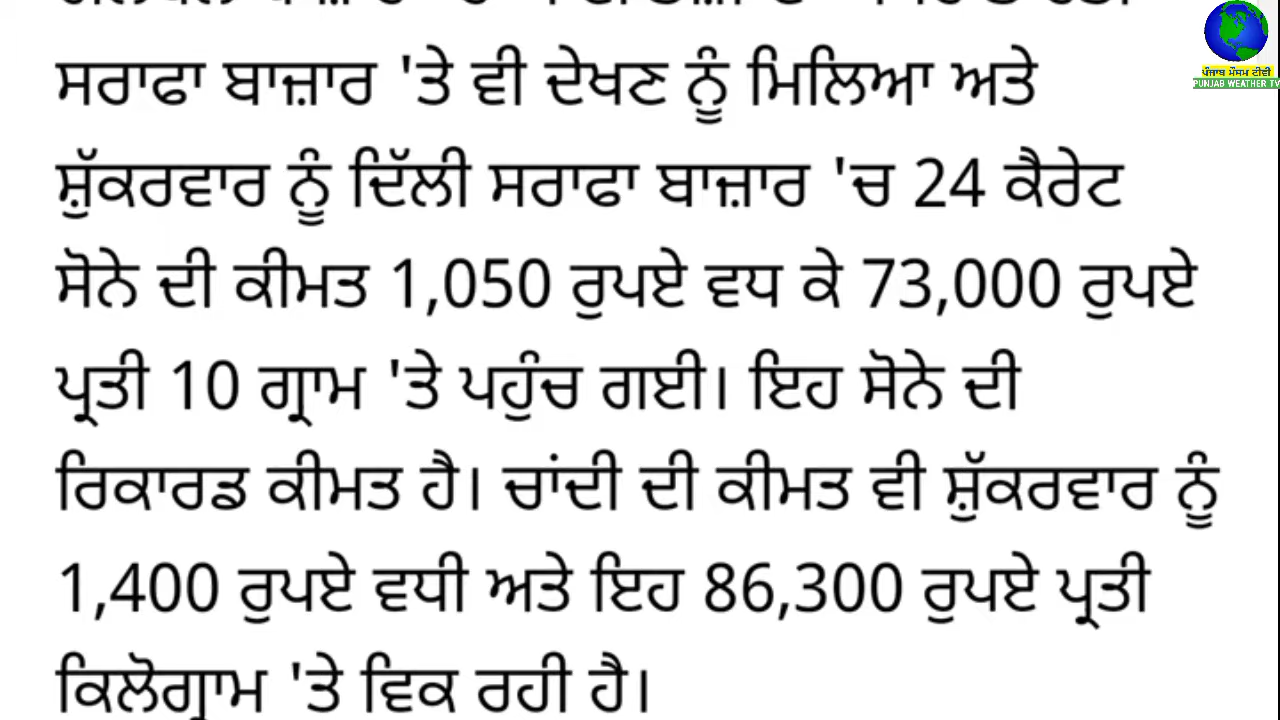 ਸਰਾਫਾ ਬਾਜ਼ਾਰ 'ਤੇ ਵੀ ਦੇਖਣ ਨੂੰ ਮਿਲਿਆ ਅਤੇ
ਸ਼ੁੱਕਰਵਾਰ ਨੂੰ ਦਿੱਲੀ ਸਰਾਫਾ ਬਾਜ਼ਾਰ 'ਚ 24 ਕੈਰੇਟ
ਸੋਨੇ ਦੀ ਕੀਮਤ 1,050 ਰੁਪਏ ਵਧ ਕੇ 73,000 ਰੁਪਏ
ਪ੍ਰਤੀ 10 ਗ੍ਰਾਮ 'ਤੇ ਪਹੁੰਚ ਗਈ। ਇਹ ਸੋਨੇ ਦੀ
ਰਿਕਾਰਡ ਕੀਮਤ ਹੈ। ਚਾਂਦੀ ਦੀ ਕੀਮਤ ਵੀ ਸ਼ੁੱਕਰਵਾਰ ਨੂੰ
1,400 ਰੁਪਏ ਵਧੀ ਅਤੇ ਇਹ 86,300 ਰੁਪਏ ਪ੍ਰਤੀ
ਕਿਲੋਗ੍ਰਾਮ 'ਤੇ ਵਿਕ ਰਹੀ ਹੈ।
ਪੰਜਾਬ ਮੌਸਮ ਟੀਵੀ
PUNJAB WEATHER TV